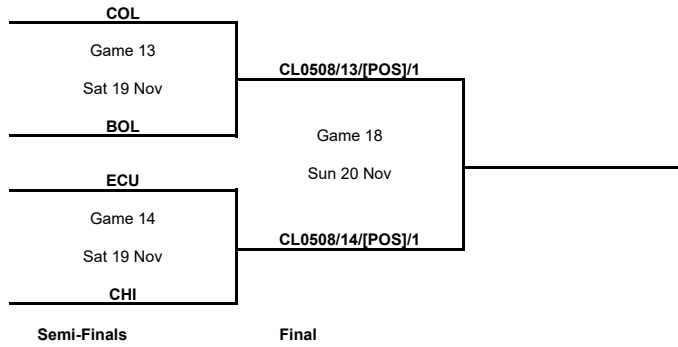 COL
Game 13
Sat 19 Nov
BOL
CL0508/13/[POS]/1
Game 18
Sun 20 Nov
ECU
Game 14
Sat 19 Nov
CHI
CL0508/14/[POS]/1
Semi-Finals
Final